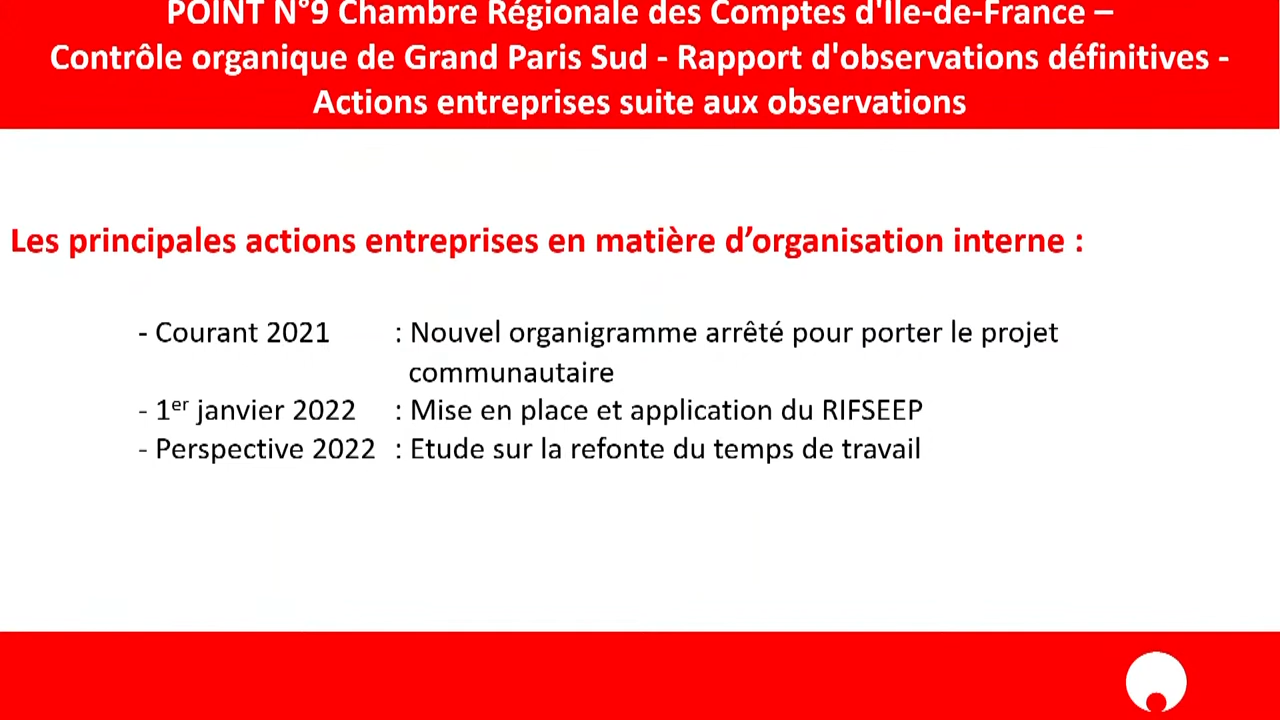 POINT N°9 Chambre Régionale des Comptes d'Ile-de-France –
Contrôle organique de Grand Paris Sud - Rapport d'observations définitives -
Actions entreprises suite aux observations
Les principales actions entreprises en matière d’organisation interne :
- Courant 2021 : Nouvel organigramme arrêté pour porter le projet
communautaire
- 1er janvier 2022 : Mise en place et application du RIFSEEP
- Perspective 2022 : Etude sur la refonte du temps de travail